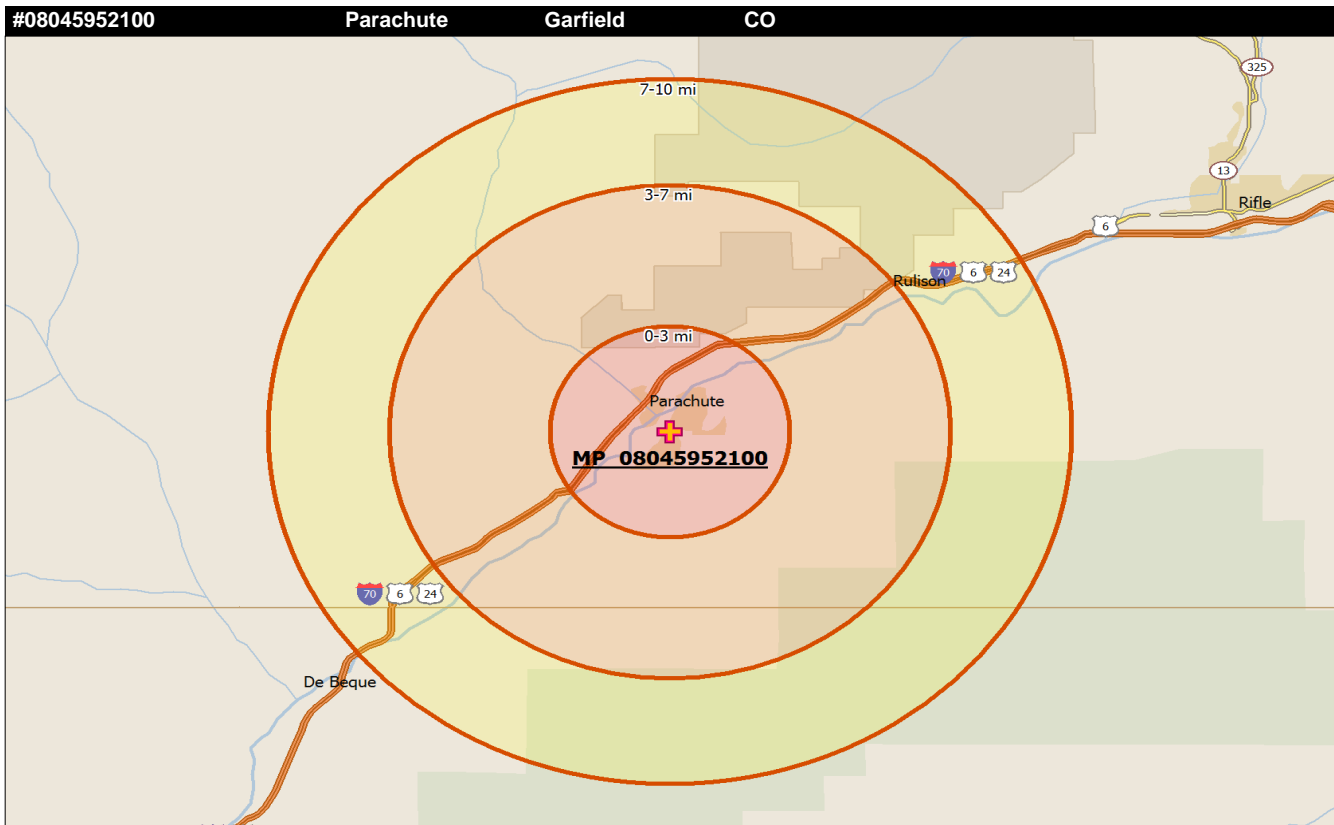 #08045952100 Parachute Garfield CO
7-10 mi
325
3-7 mi
13
Rifle
6
70 6 24
Rulison
0-3 mi
Parachute
MP 08045952100
70 6 24
De Beque